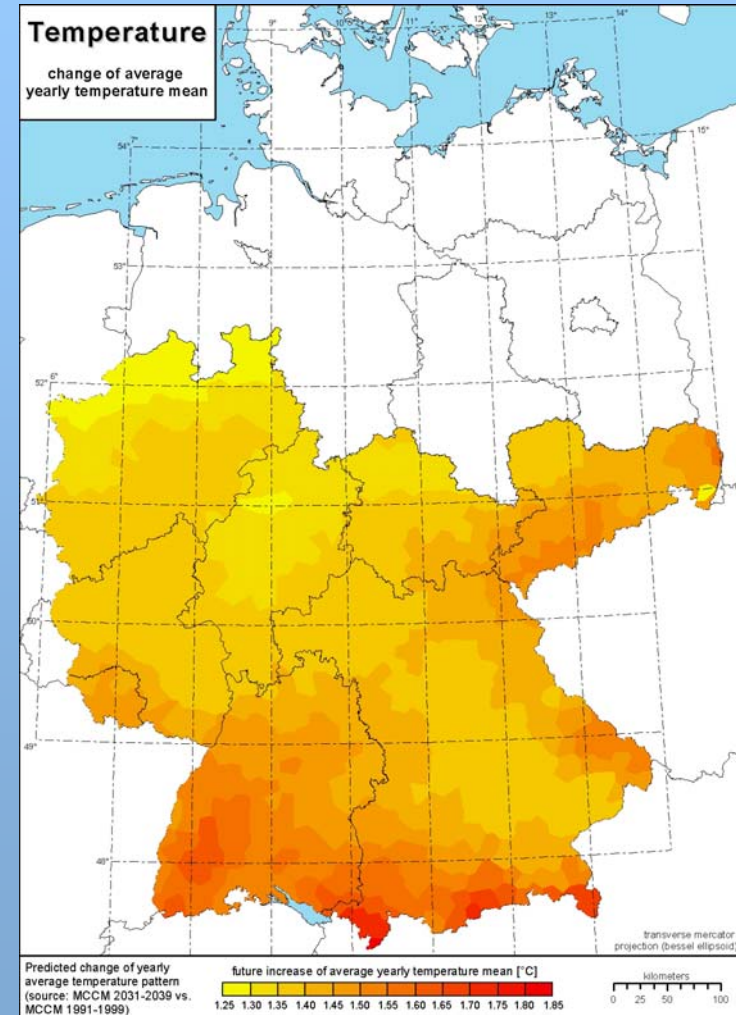 Temperature
change of average
yearly temperature mean
9° 10° 11° 12° 13° 14°
15°
7°
54°
53°
6°
52°
51°
50°
49°
48°
transverse mercator
projection (bessel ellipsoid)
Predicted change of yearly
average temperature pattern
(source: MCCM 2031-2039 vs.
MCCM 1991-1999)
future increase of average yearly temperature mean [°C]
1.25 1.30 1.35 1.40 1.45 1.50 1.55 1.60 1.65 1.70 1.75 1.80 1.85
kilometers
0 25 50 75 100